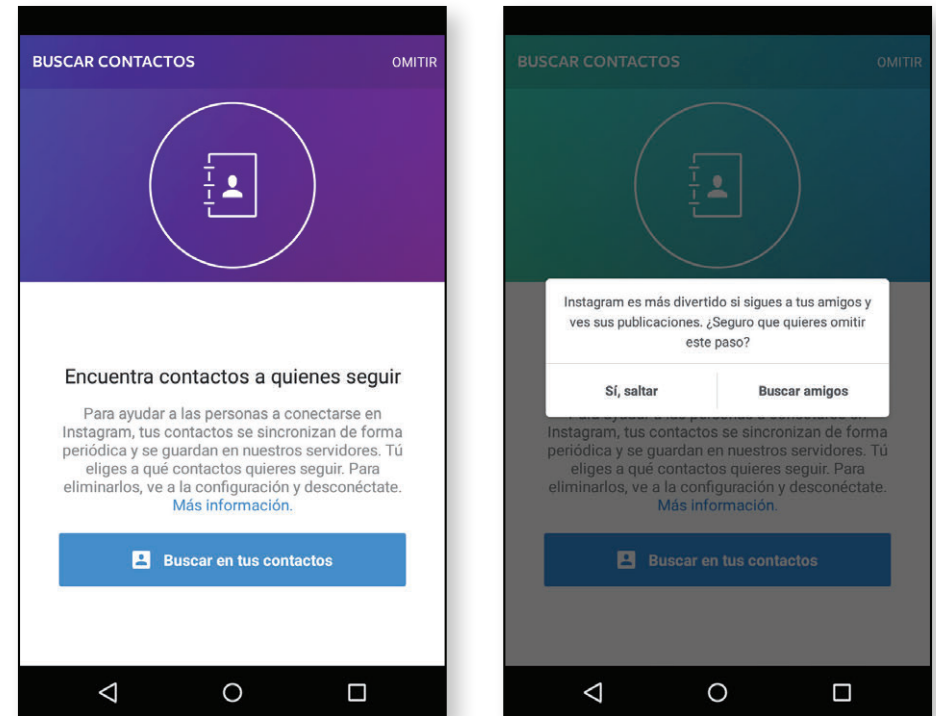 BUSCAR CONTACTOS
OMITIR
Encuentra contactos a quienes seguir
Para ayudar a las personas a conectarse en
Instagram, tus contactos se sincronizan de forma
periódica y se guardan en nuestros servidores. Tú
eliges a qué contactos quieres seguir. Para
eliminarlos, ve a la configuración y desconéctate.
Más información.
Buscar en tus contactos
BUSCAR CONTACTOS
OMITIR
Instagram es más divertido si sigues a tus amigos y
ves sus publicaciones. ¿Seguro que quieres omitir
este paso?
Sí, saltar
Buscar amigos
Instagram, tus contactos se sincronizan de forma
periódica y se guardan en nuestros servidores. Tú
eliges a qué contactos quieres seguir. Para
eliminarlos, ve a la configuración y desconéctate.
Más información.
Buscar en tus contactos